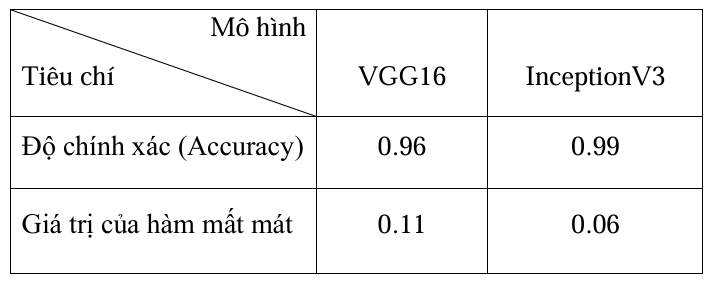 Mô hình
Tiêu chí
VGG16
InceptionV3
Độ chính xác (Accuracy)
0.96
0.99
Giá trị của hàm mất mát
0.11
0.06